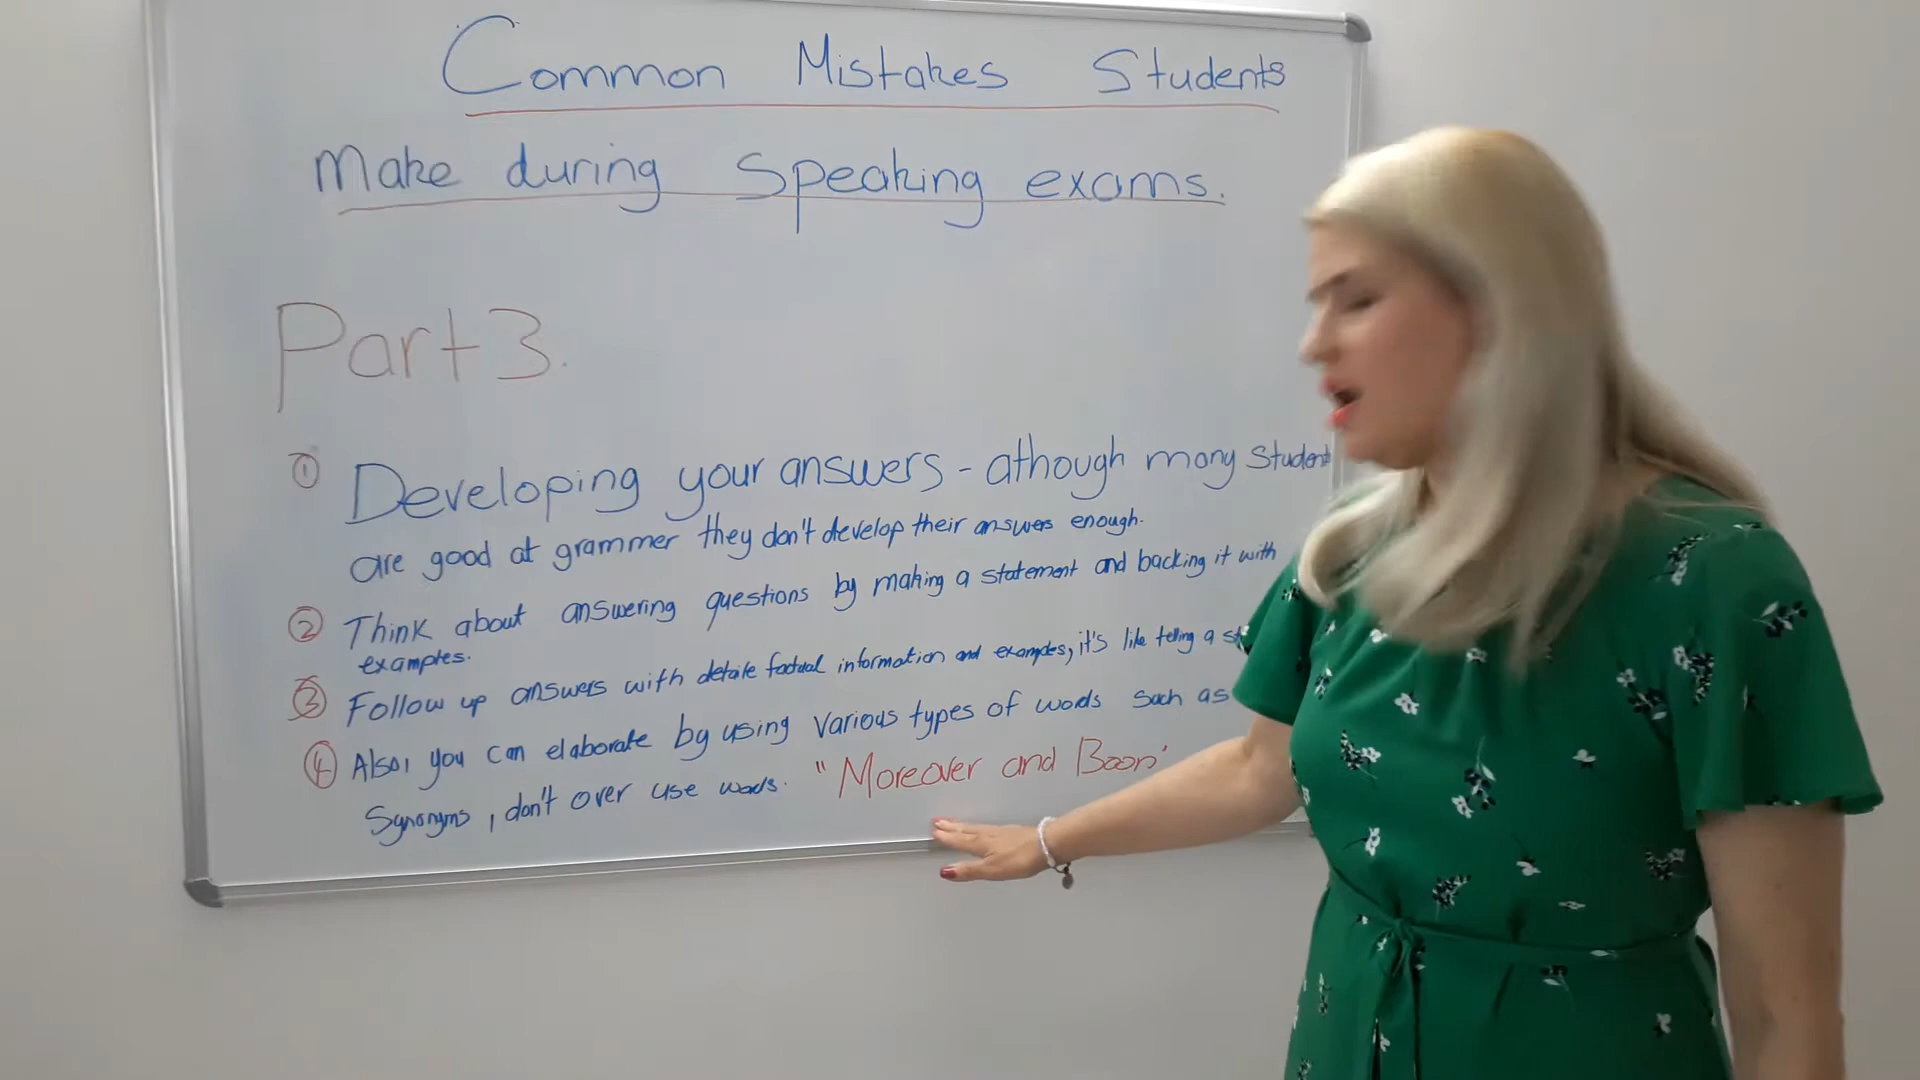 Common Mistakes Students
Make during Speaking exams.
Part 3.
① Developing your answers - athough many Student
are good at grammer they don't develop their answers enough.
② Think about answering questions by making a statement and backing it with
examples.
③ Follow up answers with detaile factual information and examples, it's like telling a
④ Also, you can elaborate by using various types of words such as
Synonyms, don't over use words. "Moreover and Boon"